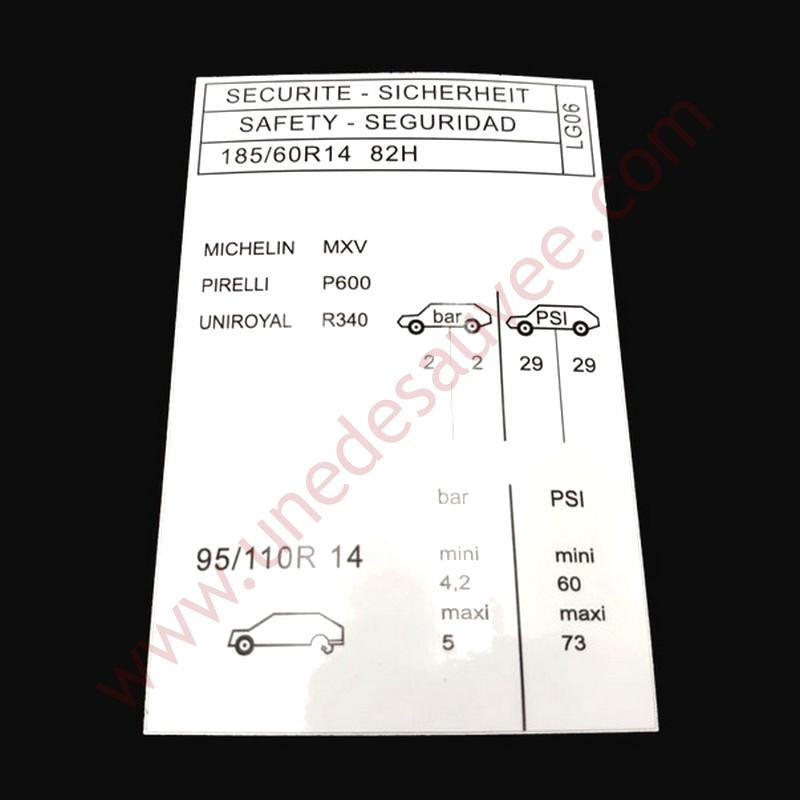 SECURITE - SICHERHEIT
SAFETY - SEGURIDAD
185/60R14 82H
LG06
MICHELIN MXV
PIRELLI P600
UNIROYAL R340
bar PSI
2 2 29 29
bar PSI
95/110R 14
mini mini
4,2 60
maxi maxi
5 73
www.unedesauvee.com